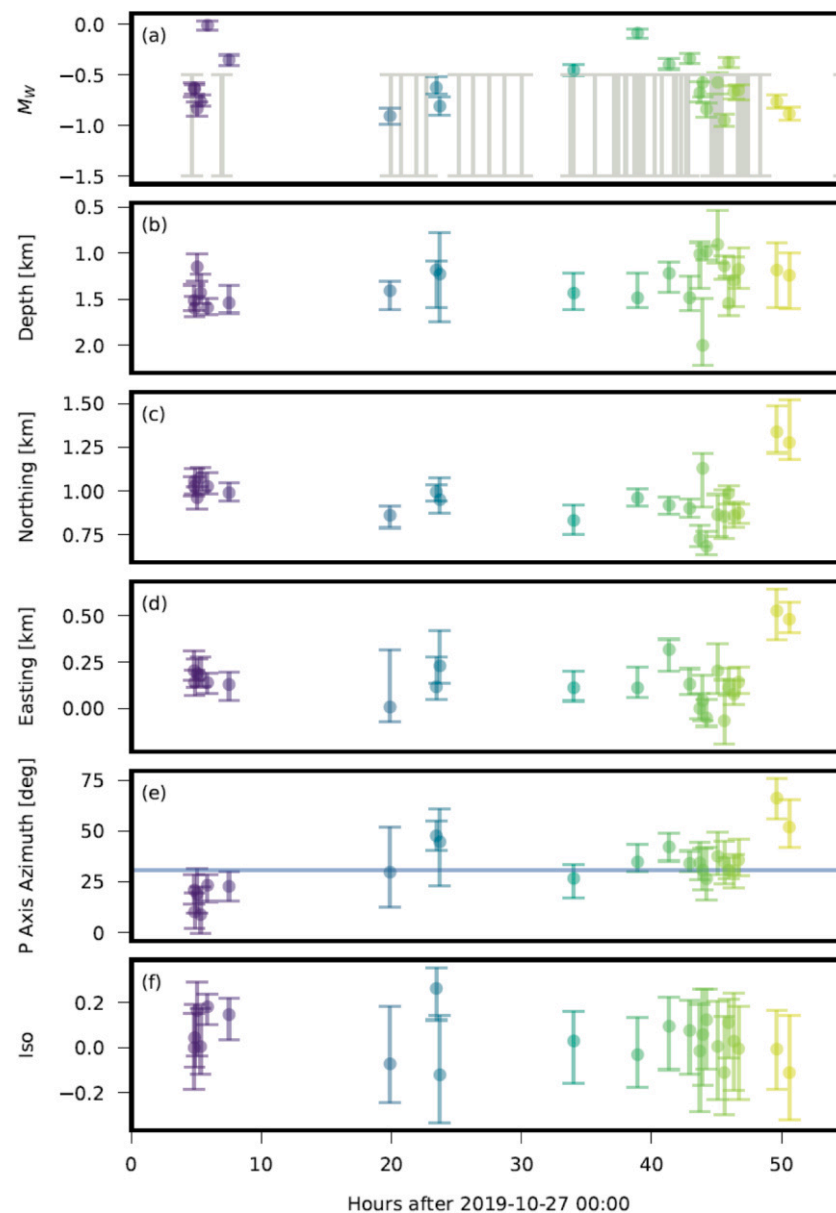 (a)
0.0
−0.5
−1.0
−1.5
M_W
(b)
0.5
1.0
1.5
2.0
Depth [km]
(c)
1.50
1.25
1.00
0.75
Northing [km]
(d)
0.50
0.25
0.00
Easting [km]
(e)
75
50
25
0
P Axis Azimuth [deg]
(f)
0.2
0.0
−0.2
Iso
0 10 20 30 40 50
Hours after 2019-10-27 00:00